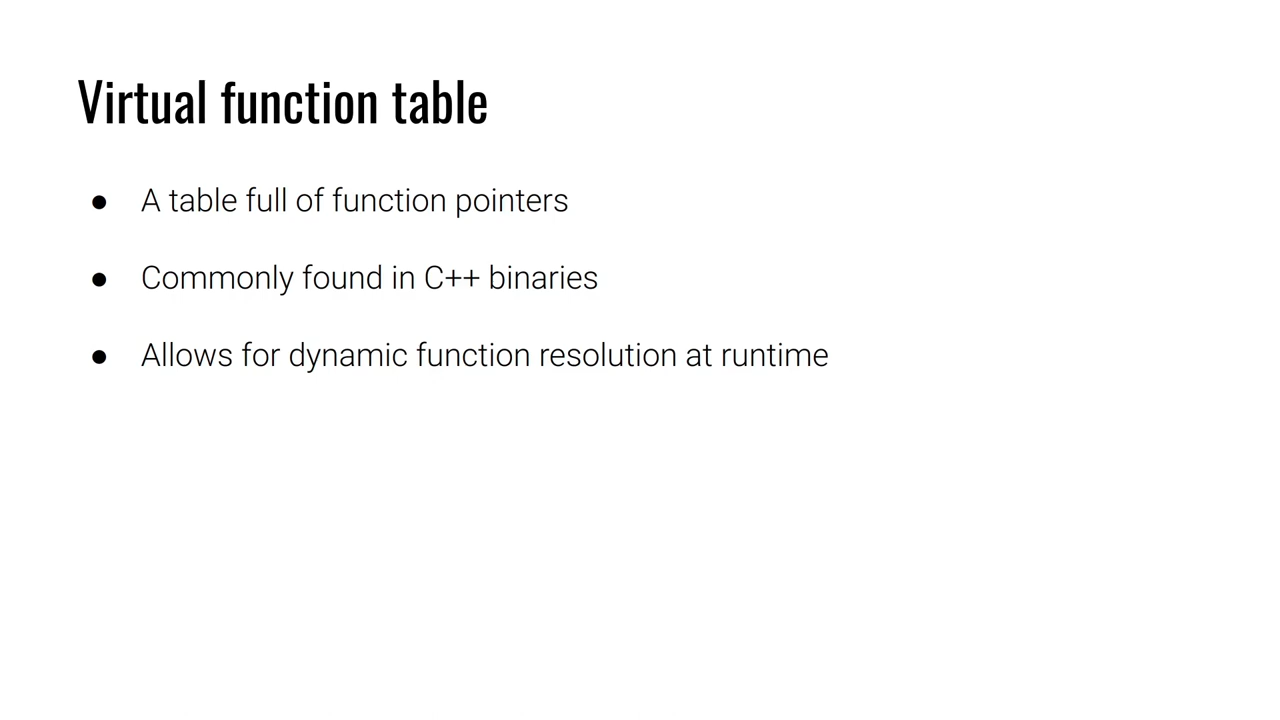 Virtual function table
● A table full of function pointers
● Commonly found in C++ binaries
● Allows for dynamic function resolution at runtime